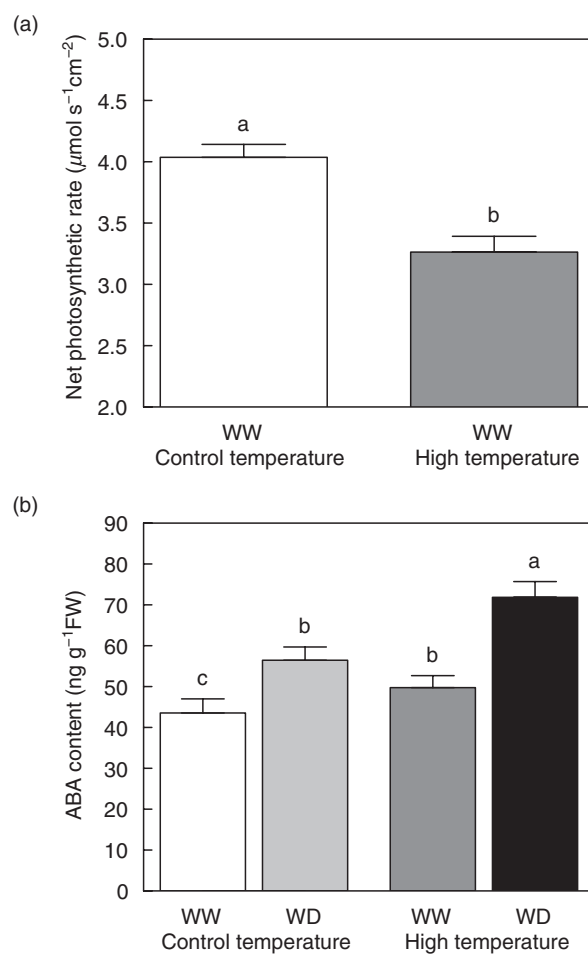 (a)
Net photosynthetic rate (μmol s⁻¹cm⁻²)
5.0
4.5
4.0
3.5
3.0
2.5
2.0
a
b
WW WW
Control temperature High temperature
(b)
ABA content (ng g⁻¹FW)
90
80
70
60
50
40
30
20
10
0
c
b
b
a
WW WD WW WD
Control temperature High temperature